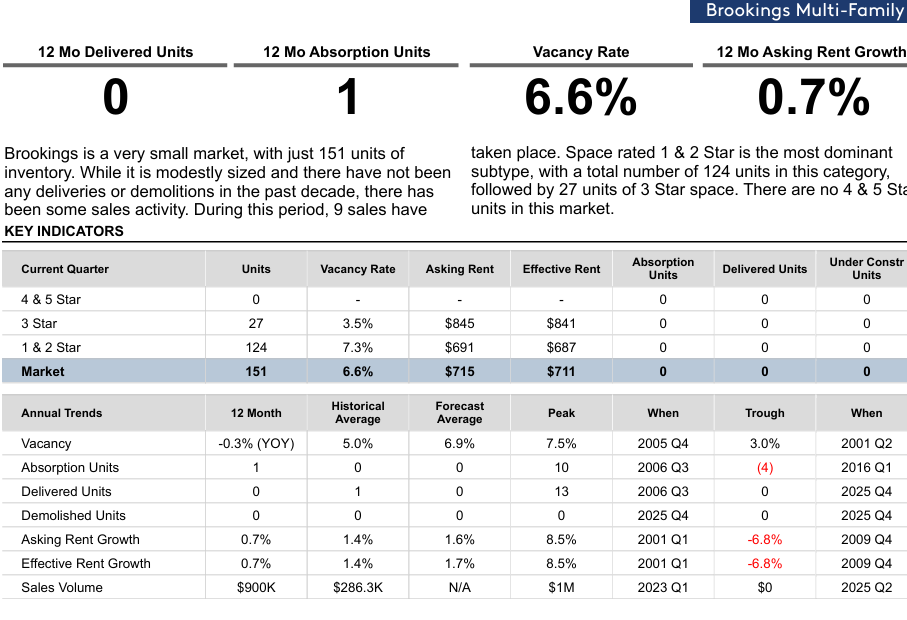 Brookings Multi-Family
12 Mo Delivered Units
12 Mo Absorption Units
Vacancy Rate
12 Mo Asking Rent Growth
0
1
6.6%
0.7%
Brookings is a very small market, with just 151 units of
inventory. While it is modestly sized and there have not been
any deliveries or demolitions in the past decade, there has
been some sales activity. During this period, 9 sales have
taken place. Space rated 1 & 2 Star is the most dominant
subtype, with a total number of 124 units in this category,
followed by 27 units of 3 Star space. There are no 4 & 5 Sta
units in this market.
KEY INDICATORS
Current Quarter Units Vacancy Rate Asking Rent Effective Rent Absorption Units Delivered Units Under Constr Units
4 & 5 Star 0 - - - 0 0 0
3 Star 27 3.5% $845 $841 0 0 0
1 & 2 Star 124 7.3% $691 $687 0 0 0
Market 151 6.6% $715 $711 0 0 0
Annual Trends 12 Month Historical Average Forecast Average Peak When Trough When
Vacancy -0.3% (YOY) 5.0% 6.9% 7.5% 2005 Q4 3.0% 2001 Q2
Absorption Units 1 0 0 10 2006 Q3 (4) 2016 Q1
Delivered Units 0 1 0 13 2006 Q3 0 2025 Q4
Demolished Units 0 0 0 0 2025 Q4 0 2025 Q4
Asking Rent Growth 0.7% 1.4% 1.6% 8.5% 2001 Q1 -6.8% 2009 Q4
Effective Rent Growth 0.7% 1.4% 1.7% 8.5% 2001 Q1 -6.8% 2009 Q4
Sales Volume $900K $286.3K N/A $1M 2023 Q1 $0 2025 Q2